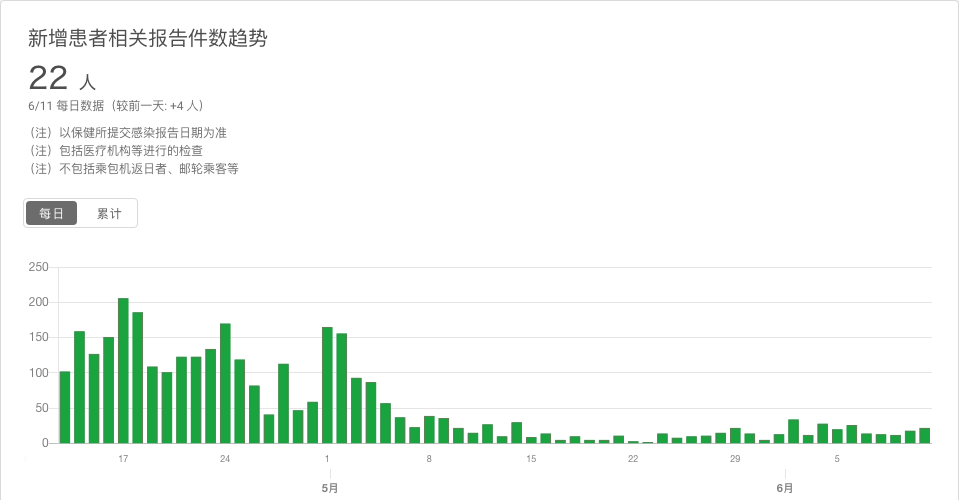 新增患者相关报告件数趋势
22 人
6/11 每日数据（较前一天: +4 人）
（注）以保健所提交感染报告日期为准
（注）包括医疗机构等进行的检查
（注）不包括乘包机返日者、邮轮乘客等
每日 累计
250
200
150
100
50
0
17 24 1 8 15 22 29 5
5月 6月